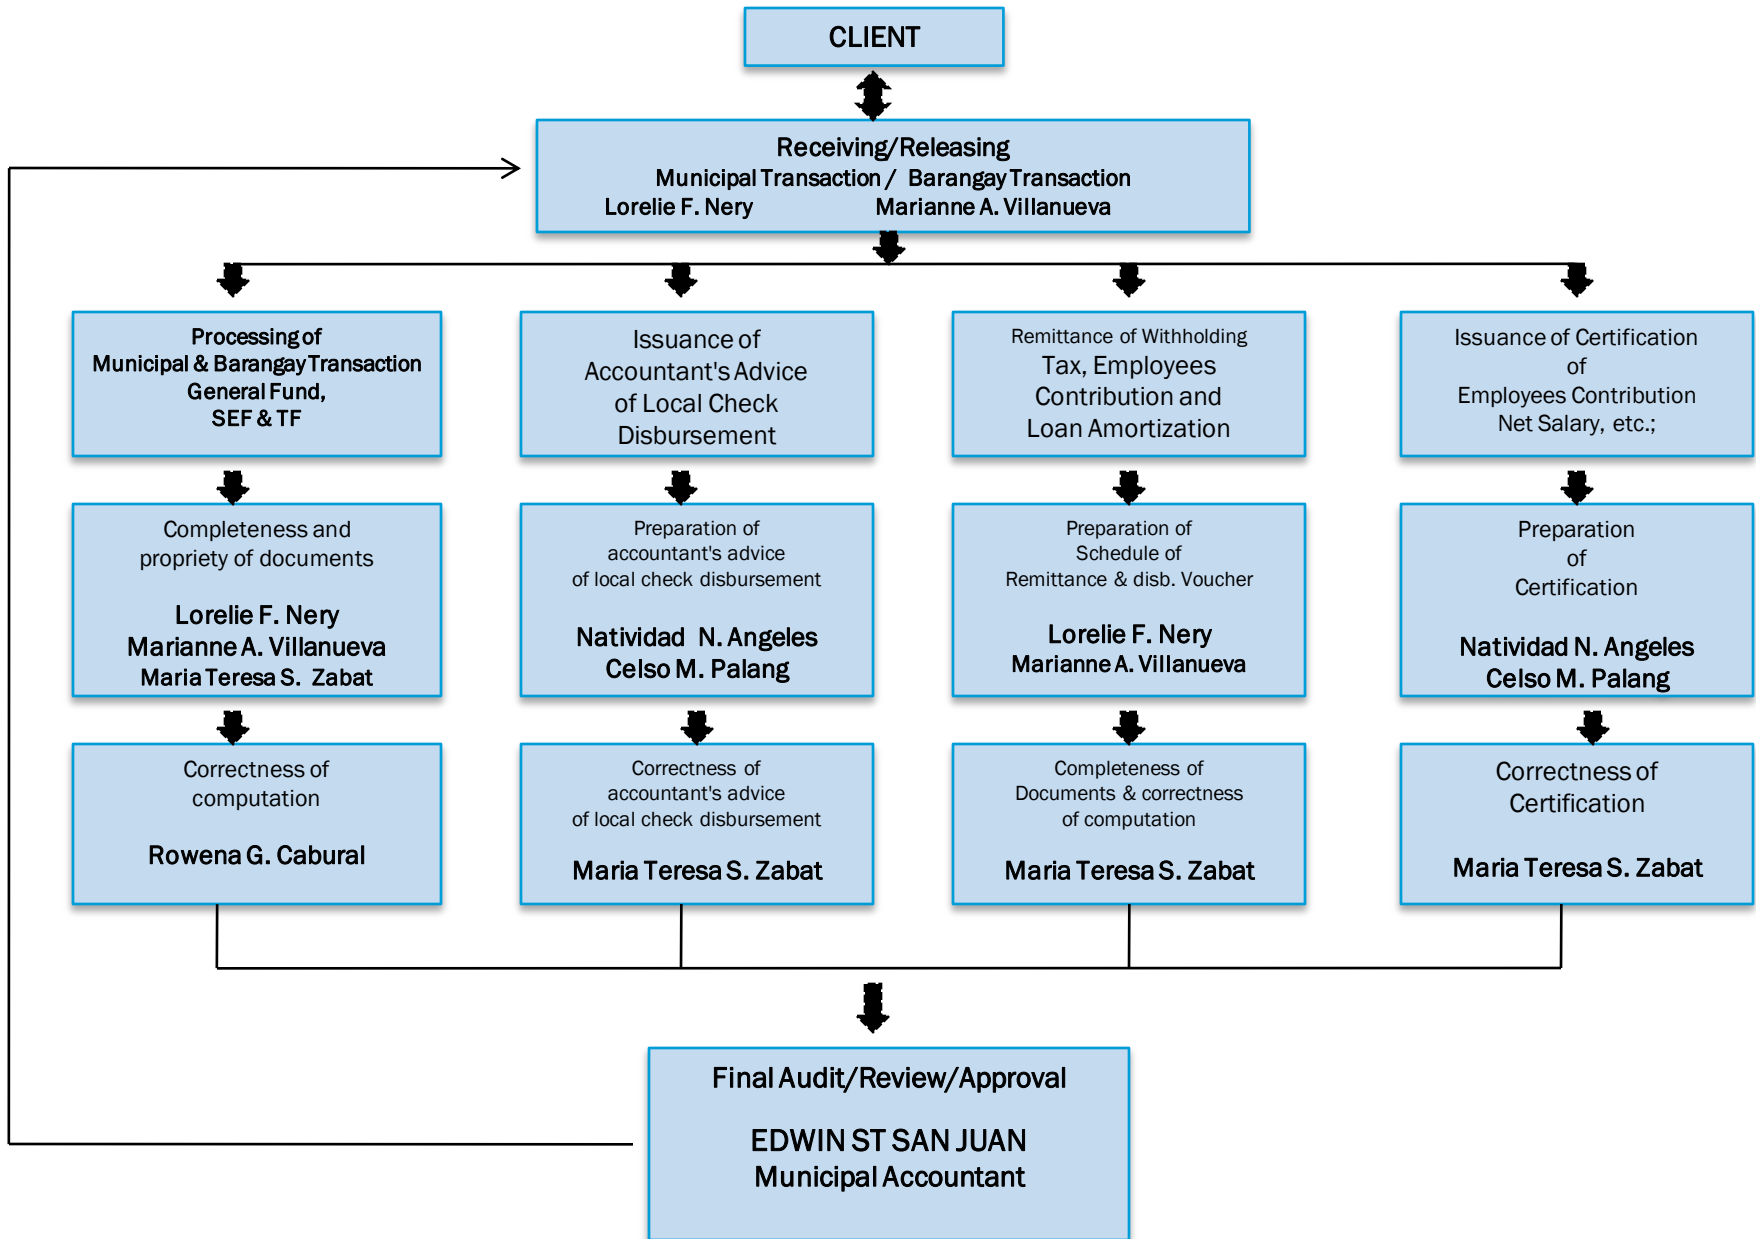 CLIENT
Receiving/Releasing
Municipal Transaction / Barangay Transaction
Lorelie F. Nery Marianne A. Villanueva
Processing of
Municipal & Barangay Transaction
General Fund,
SEF & TF
Issuance of
Accountant's Advice
of Local Check
Disbursement
Remittance of Withholding
Tax, Employees
Contribution and
Loan Amortization
Issuance of Certification
of
Employees Contribution
Net Salary, etc.;
Completeness and
propriety of documents
Lorelie F. Nery
Marianne A. Villanueva
Maria Teresa S. Zabat
Preparation of
accountant's advice
of local check disbursement
Natividad N. Angeles
Celso M. Palang
Preparation of
Schedule of
Remittance & disb. Voucher
Lorelie F. Nery
Marianne A. Villanueva
Preparation
of
Certification
Natividad N. Angeles
Celso M. Palang
Correctness of
computation
Rowena G. Cabural
Correctness of
accountant's advice
of local check disbursement
Maria Teresa S. Zabat
Completeness of
Documents & correctness
of computation
Maria Teresa S. Zabat
Correctness of
Certification
Maria Teresa S. Zabat
Final Audit/Review/Approval
EDWIN ST SAN JUAN
Municipal Accountant